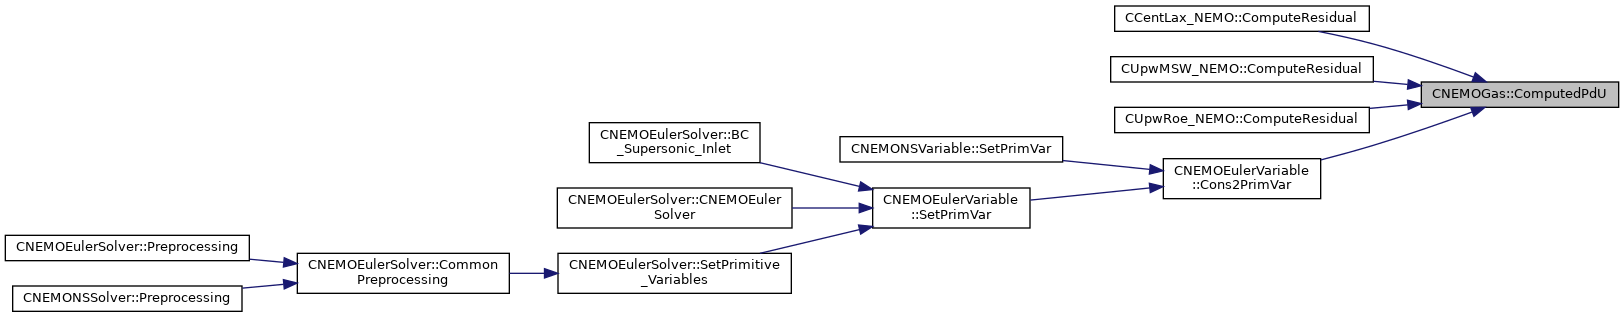 CCentLax_NEMO::ComputeResidual
CUpwMSW_NEMO::ComputeResidual
CNEMOGas::ComputedPdU
CUpwRoe_NEMO::ComputeResidual
CNEMOEulerSolver::BC
_Supersonic_Inlet
CNEMONSVariable::SetPrimVar
CNEMOEulerVariable
::Cons2PrimVar
CNEMOEulerSolver::CNEMOEuler
Solver
CNEMOEulerVariable
::SetPrimVar
CNEMOEulerSolver::Preprocessing
CNEMOEulerSolver::Common
Preprocessing
CNEMOEulerSolver::SetPrimitive
_Variables
CNEMONSSolver::Preprocessing